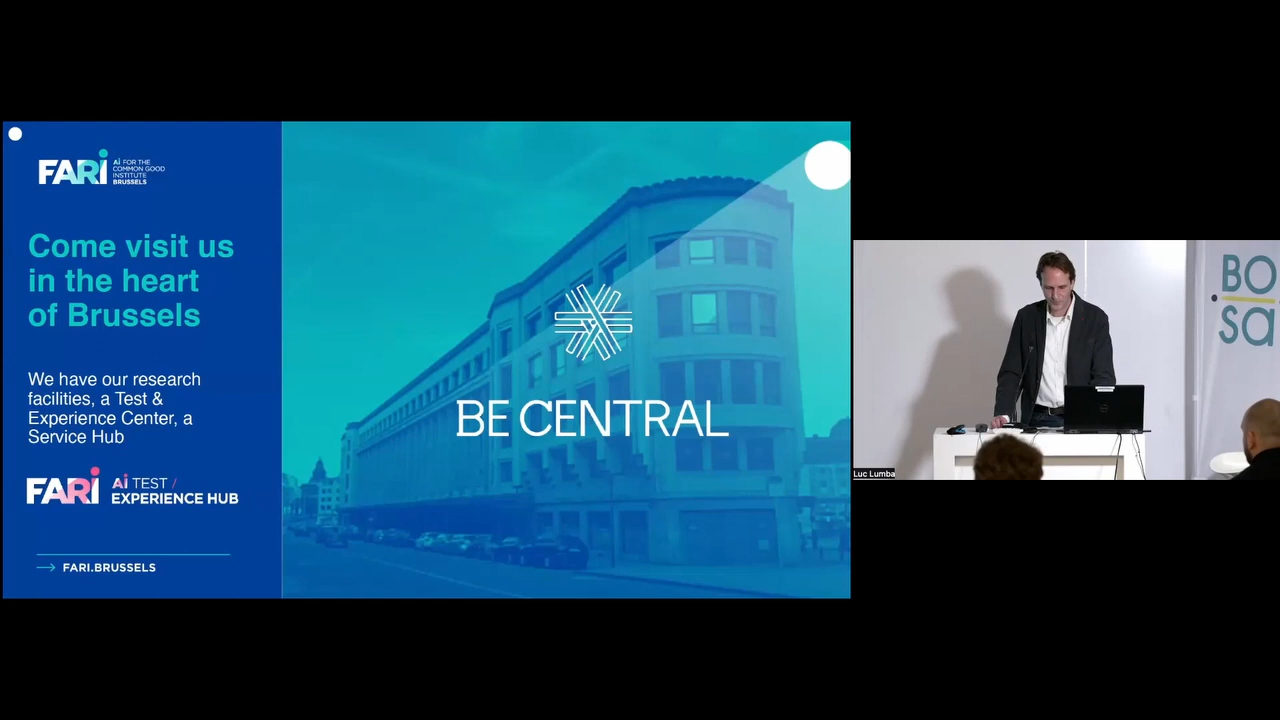 FARi
Ai FOR THE
COMMON GOOD
INSTITUTE
BRUSSELS
Come visit us
in the heart
of Brussels
We have our research
facilities, a Test &
Experience Center, a
Service Hub
FARi
Ai TEST /
EXPERIENCE HUB
FARI.BRUSSELS
BE CENTRAL
BO
SA
Luc Lumba